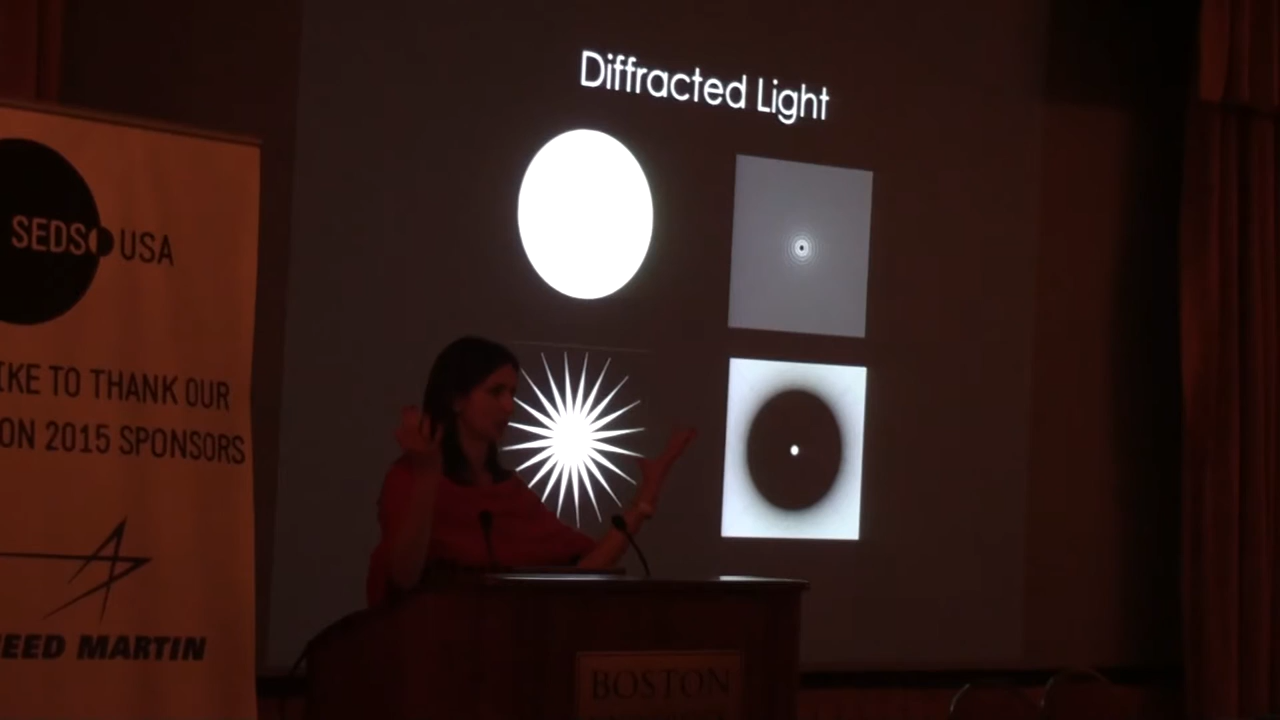 Diffracted Light
SEDS USA
IKE TO THANK OUR
ON 2015 SPONSORS
EED MARTIN
BOSTON